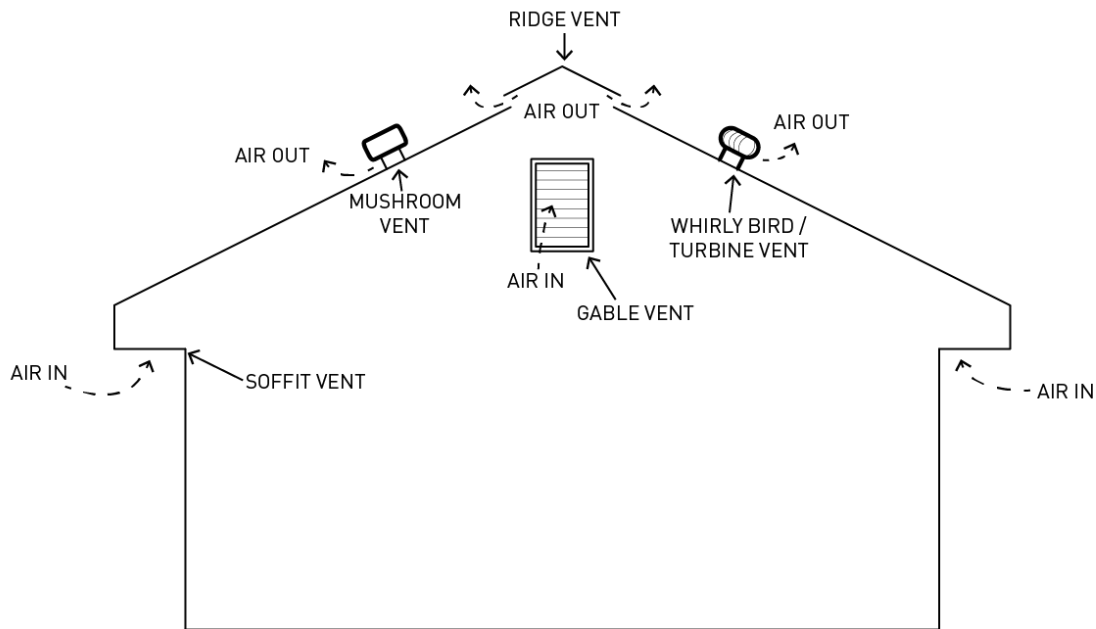 RIDGE VENT
AIR OUT
AIR OUT
AIR OUT
MUSHROOM
VENT
WHIRLY BIRD /
TURBINE VENT
AIR IN
GABLE VENT
AIR IN
SOFFIT VENT
AIR IN